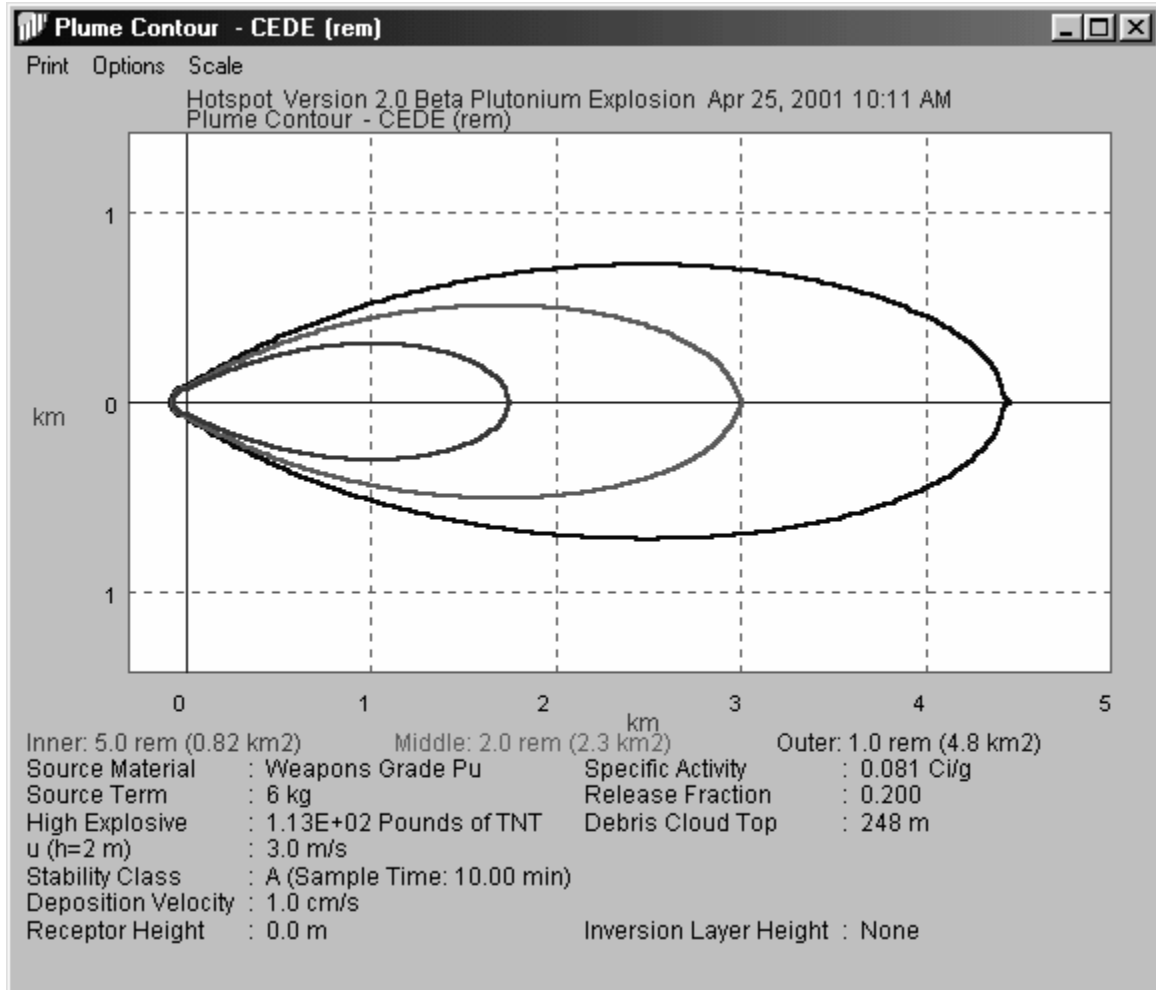 Plume Contour - CEDE (rem)
Print Options Scale
Hotspot Version 2.0 Beta Plutonium Explosion Apr 25, 2001 10:11 AM
Plume Contour - CEDE (rem)
1
0
km
1
0 1 2 3 4 5
km
Inner: 5.0 rem (0.82 km2) Middle: 2.0 rem (2.3 km2) Outer: 1.0 rem (4.8 km2)
Source Material : Weapons Grade Pu Specific Activity : 0.081 Ci/g
Source Term : 6 kg Release Fraction : 0.200
High Explosive : 1.13E+02 Pounds of TNT Debris Cloud Top : 248 m
u (h=2 m) : 3.0 m/s
Stability Class : A (Sample Time: 10.00 min)
Deposition Velocity : 1.0 cm/s
Receptor Height : 0.0 m Inversion Layer Height : None